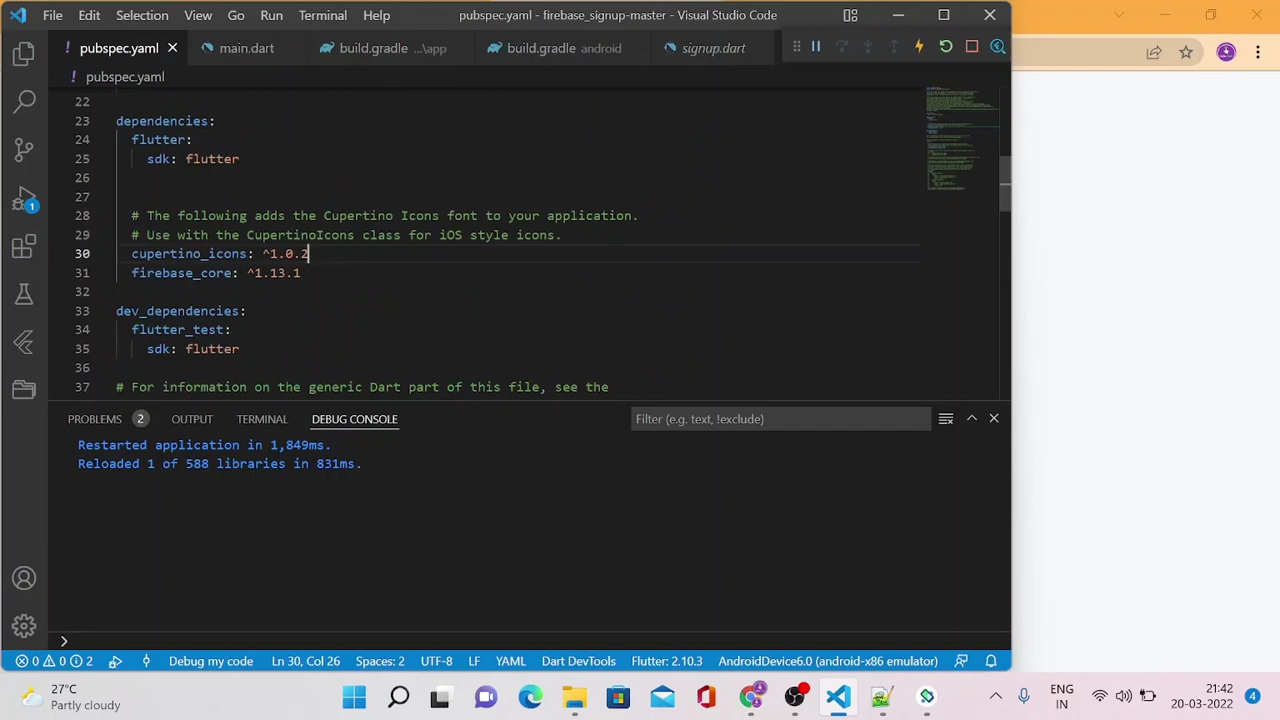 File Edit Selection View Go Run Terminal Help pubspec.yaml - firebase_signup-master - Visual Studio Code
! pubspec.yaml main.dart build.gradle ...\app build.gradle android signup.dart
! pubspec.yaml
22
dependencies:
23 flutter:
24 sdk: flutter
25
27
28 # The following adds the Cupertino Icons font to your application.
29 # Use with the CupertinoIcons class for iOS style icons.
30 cupertino_icons: ^1.0.2
31 firebase_core: ^1.13.1
32
33 dev_dependencies:
34 flutter_test:
35 sdk: flutter
36
37 # For information on the generic Dart part of this file, see the
PROBLEMS 2 OUTPUT TERMINAL DEBUG CONSOLE Filter (e.g. text, !exclude)
Restarted application in 1,849ms.
Reloaded 1 of 588 libraries in 831ms.
1
>
0 0 2 Debug my code Ln 30, Col 26 Spaces: 2 UTF-8 LF YAML Dart DevTools Flutter: 2.10.3 AndroidDevice6.0 (android-x86 emulator)
27°C
Partly cloudy
ENG
IN
21:42
20-03-2022
4